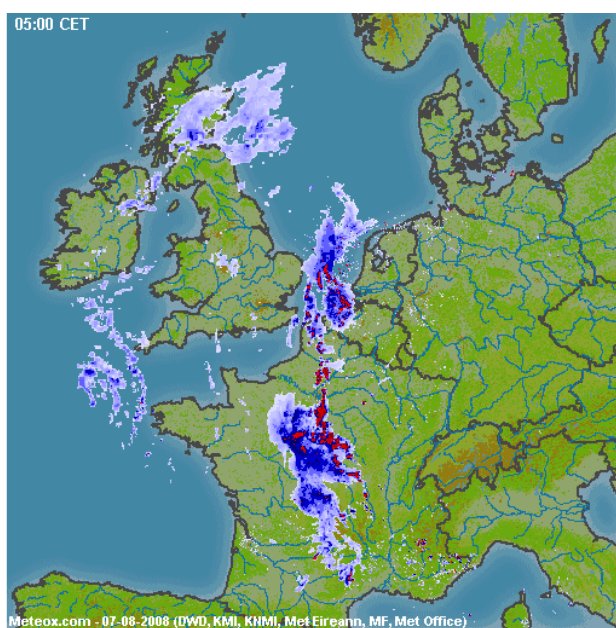 05:00 CET
Meteox.com - 07-08-2008 (DWD, KMI, KNMI, Met Eireann, MF, Met Office)